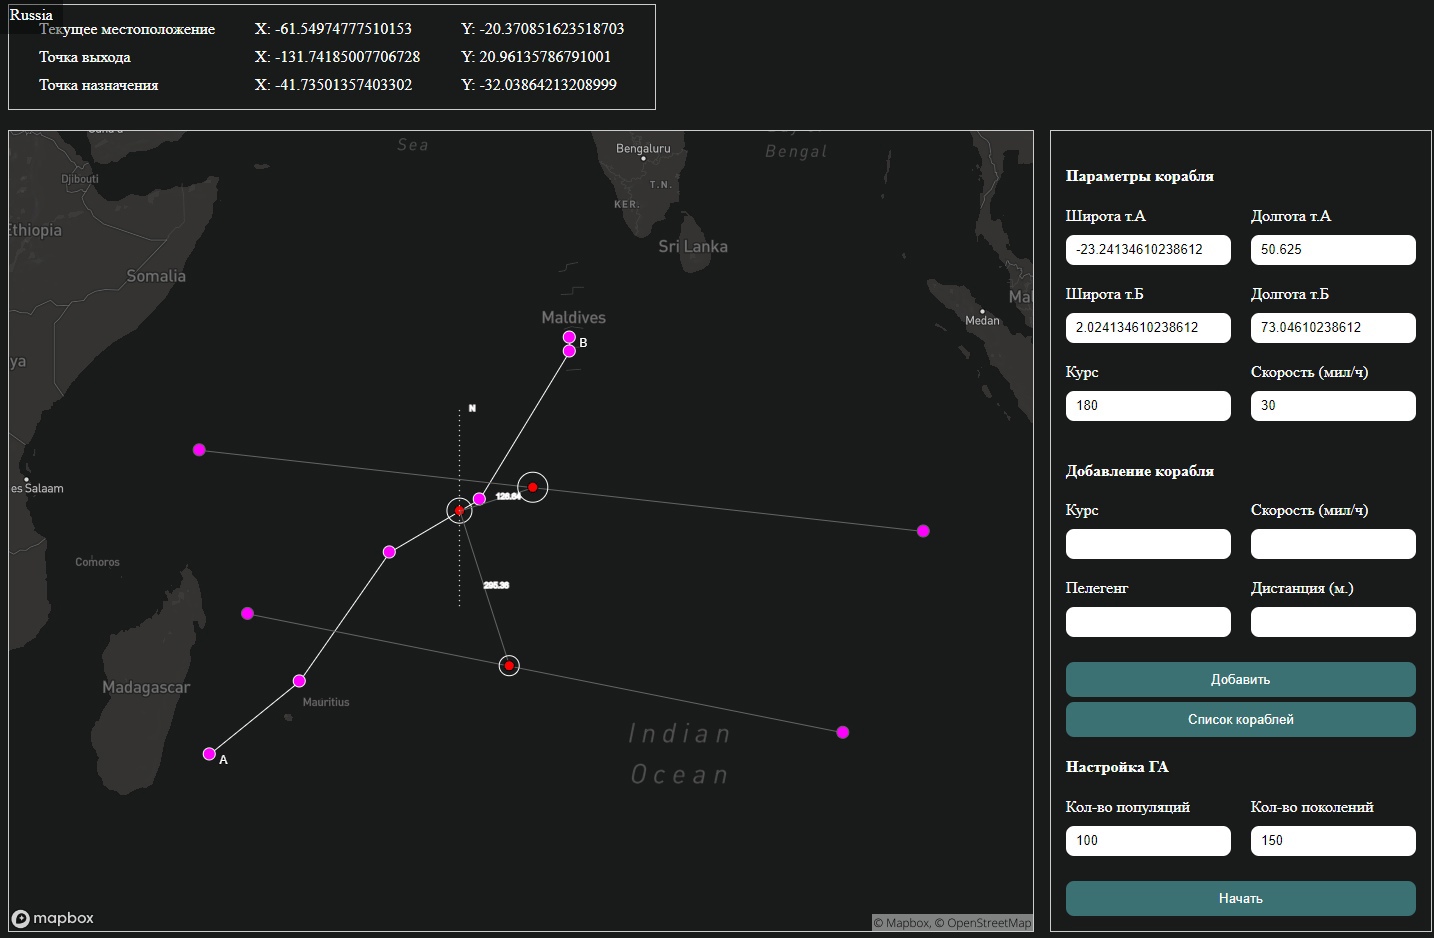 Russia
Текущее местоположение X: -61.54974777510153 Y: -20.370851623518703
Точка выхода X: -131.74185007706728 Y: 20.96135786791001
Точка назначения X: -41.73501357403302 Y: -32.03864213208999
Sea
Bengaluru
Bengal
Djibouti
T.N.
KER.
Ethiopia
Sri Lanka
Somalia
Maldives
Medan
B
ya
N
es Salaam
128.64
Comoros
295.36
Madagascar
Mauritius
A
Indian
Ocean
mapbox
© Mapbox, © OpenStreetMap
Параметры корабля
Широта т.А Долгота т.А
-23.24134610238612 50.625
Широта т.Б Долгота т.Б
2.024134610238612 73.04610238612
Курс Скорость (мил/ч)
180 30
Добавление корабля
Курс Скорость (мил/ч)
Пелегенг Дистанция (м.)
Добавить
Список кораблей
Настройка ГА
Кол-во популяций Кол-во поколений
100 150
Начать